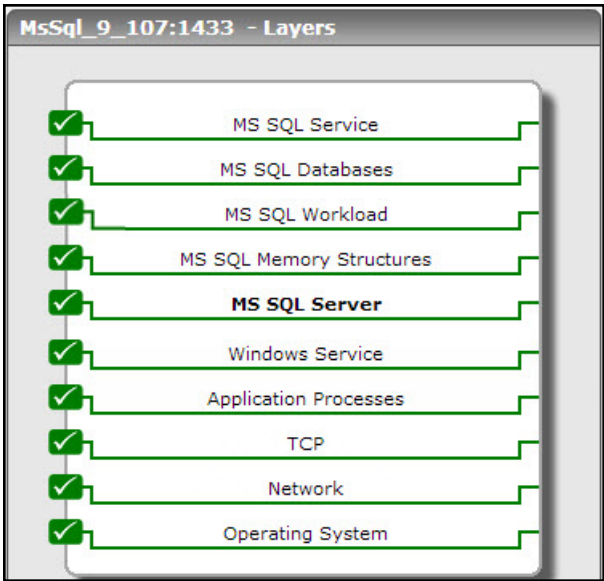 MsSql_9_107:1433 - Layers
MS SQL Service
MS SQL Databases
MS SQL Workload
MS SQL Memory Structures
MS SQL Server
Windows Service
Application Processes
TCP
Network
Operating System